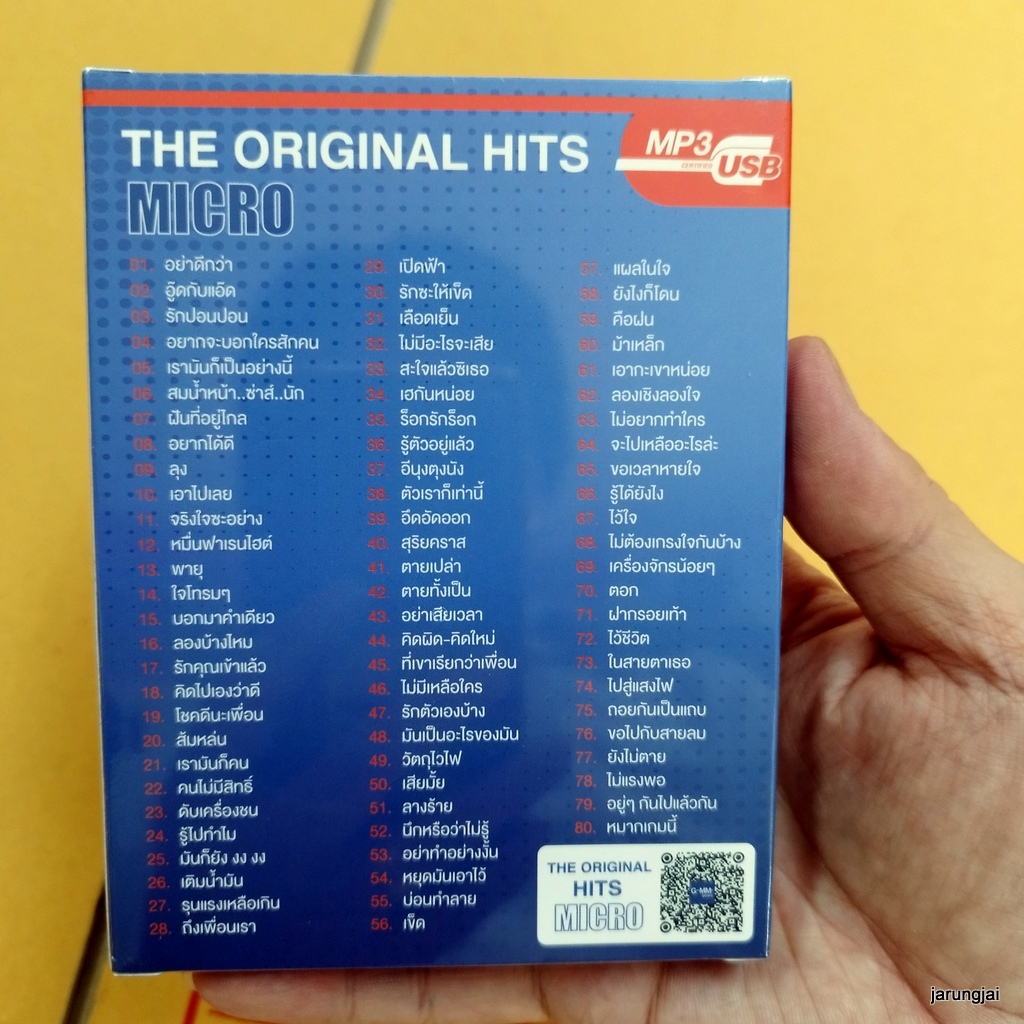 THE ORIGINAL HITS
MICRO
MP3
CERTIFIED
USB
01. อย่าดีกว่า
02. อู๊ดกับแอ๊ด
03. รักปอนปอน
04. อยากจะบอกใครสักคน
05. เรามันก็เป็นอย่างนี้
06. สมน้ำหน้า..ซ่าส์..นัก
07. ฝันที่อยู่ไกล
08. อยากได้ดี
09. ลุง
10. เอาไปเลย
11. จริงใจซะอย่าง
12. หมื่นฟาเรนไฮต์
13. พายุ
14. ใจโทรมๆ
15. บอกมาคำเดียว
16. ลองบ้างไหม
17. รักคุณเข้าแล้ว
18. คิดไปเองว่าดี
19. โชคดีนะเพื่อน
20. ส้มหล่น
21. เรามันก็คน
22. คนไม่มีสิทธิ์
23. ดับเครื่องชน
24. รู้ไปทำไม
25. มันก็ยัง งง งง
26. เติมน้ำมัน
27. รุนแรงเหลือเกิน
28. ถึงเพื่อนเรา
29. เปิดฟ้า
30. รักซะให้เข็ด
31. เลือดเย็น
32. ไม่มีอะไรจะเสีย
33. สะใจแล้วซิเธอ
34. เฮกันหน่อย
35. ร็อกรักร็อก
36. รู้ตัวอยู่แล้ว
37. อีนุงตุงนัง
38. ตัวเราก็เท่านี้
39. อึดอัดออก
40. สุริยคราส
41. ตายเปล่า
42. ตายทั้งเป็น
43. อย่าเสียเวลา
44. คิดผิด-คิดใหม่
45. ที่เขาเรียกว่าเพื่อน
46. ไม่มีเหลือใคร
47. รักตัวเองบ้าง
48. มันเป็นอะไรของมัน
49. วัตถุไวไฟ
50. เสียมั้ย
51. ลางร้าย
52. นึกหรือว่าไม่รู้
53. อย่าทำอย่างงั้น
54. หยุดมันเอาไว้
55. บ่อนทำลาย
56. เข็ด
57. แผลในใจ
58. ยังไงก็โดน
59. คือฝน
60. ม้าเหล็ก
61. เอากะเขาหน่อย
62. ลองเชิงลองใจ
63. ไม่อยากทำใคร
64. จะไปเหลืออะไรล่ะ
65. ขอเวลาหายใจ
66. รู้ได้ยังไง
67. ไว้ใจ
68. ไม่ต้องเกรงใจกันบ้าง
69. เครื่องจักรน้อยๆ
70. ตอก
71. ฝากรอยเท้า
72. ไว้ชีวิต
73. ในสายตาเธอ
74. ไปสู่แสงไฟ
75. ถอยกันเป็นแถบ
76. ขอไปกับสายลม
77. ยังไม่ตาย
78. ไม่แรงพอ
79. อยู่ๆ กันไปแล้วกัน
80. หมากเกมนี้
THE ORIGINAL
HITS
MICRO
jarungjai